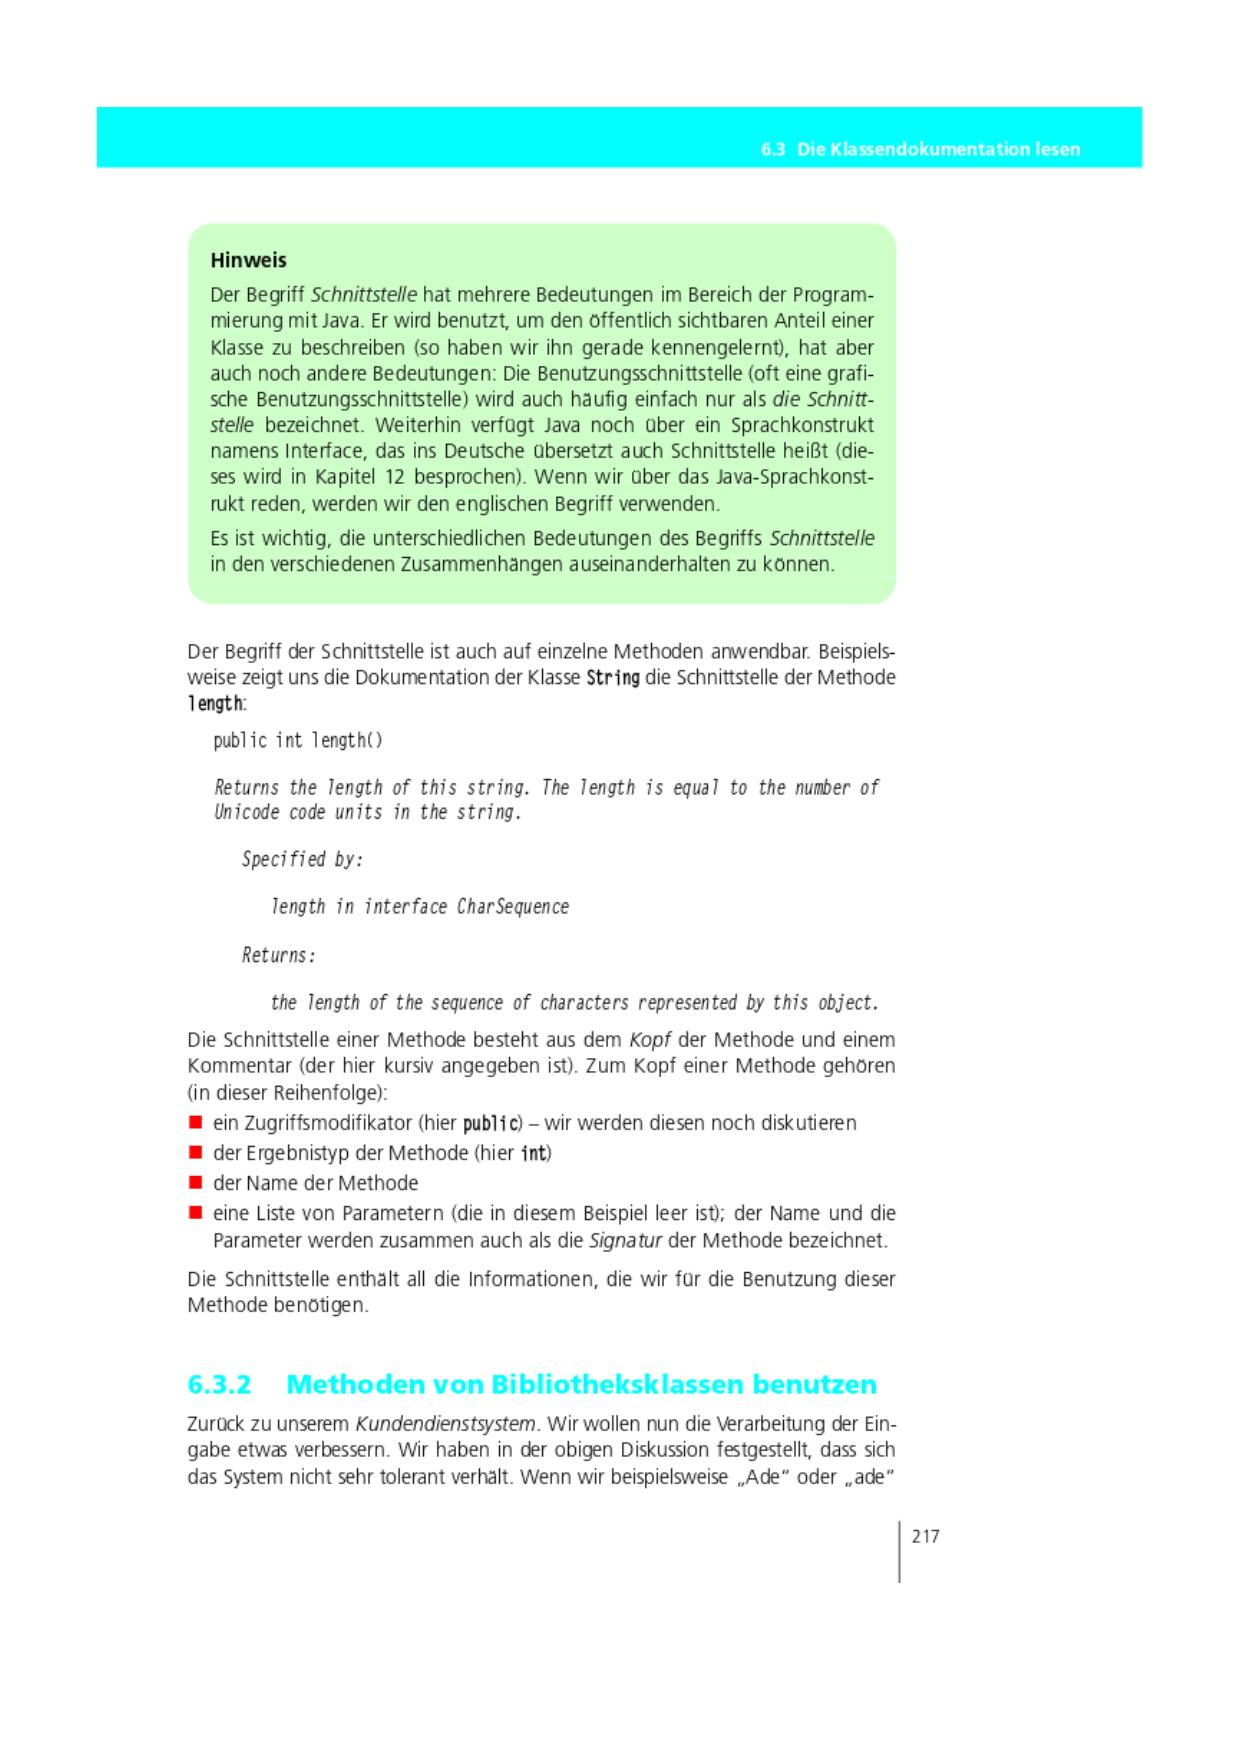 6.3 Die Klassendokumentation lesen
Hinweis
Der Begriff Schnittstelle hat mehrere Bedeutungen im Bereich der Program-
mierung mit Java. Er wird benutzt, um den öffentlich sichtbaren Anteil einer
Klasse zu beschreiben (so haben wir ihn gerade kennengelernt), hat aber
auch noch andere Bedeutungen: Die Benutzungsschnittstelle (oft eine grafi-
sche Benutzungsschnittstelle) wird auch häufig einfach nur als die Schnitt-
stelle bezeichnet. Weiterhin verfügt Java noch über ein Sprachkonstrukt
namens Interface, das ins Deutsche übersetzt auch Schnittstelle heißt (die-
ses wird in Kapitel 12 besprochen). Wenn wir über das Java-Sprachkonst-
rukt reden, werden wir den englischen Begriff verwenden.
Es ist wichtig, die unterschiedlichen Bedeutungen des Begriffs Schnittstelle
in den verschiedenen Zusammenhängen auseinanderhalten zu können.
Der Begriff der Schnittstelle ist auch auf einzelne Methoden anwendbar. Beispiels-
weise zeigt uns die Dokumentation der Klasse String die Schnittstelle der Methode
length:
public int length()
Returns the length of this string. The length is equal to the number of
Unicode code units in the string.
Specified by:
length in interface CharSequence
Returns:
the length of the sequence of characters represented by this object.
Die Schnittstelle einer Methode besteht aus dem Kopf der Methode und einem
Kommentar (der hier kursiv angegeben ist). Zum Kopf einer Methode gehören
(in dieser Reihenfolge):
■ ein Zugriffsmodifikator (hier public) – wir werden diesen noch diskutieren
■ der Ergebnistyp der Methode (hier int)
■ der Name der Methode
■ eine Liste von Parametern (die in diesem Beispiel leer ist); der Name und die
Parameter werden zusammen auch als die Signatur der Methode bezeichnet.
Die Schnittstelle enthält all die Informationen, die wir für die Benutzung dieser
Methode benötigen.
6.3.2 Methoden von Bibliotheksklassen benutzen
Zurück zu unserem Kundendienstsystem. Wir wollen nun die Verarbeitung der Ein-
gabe etwas verbessern. Wir haben in der obigen Diskussion festgestellt, dass sich
das System nicht sehr tolerant verhält. Wenn wir beispielsweise „Ade“ oder „ade“
217